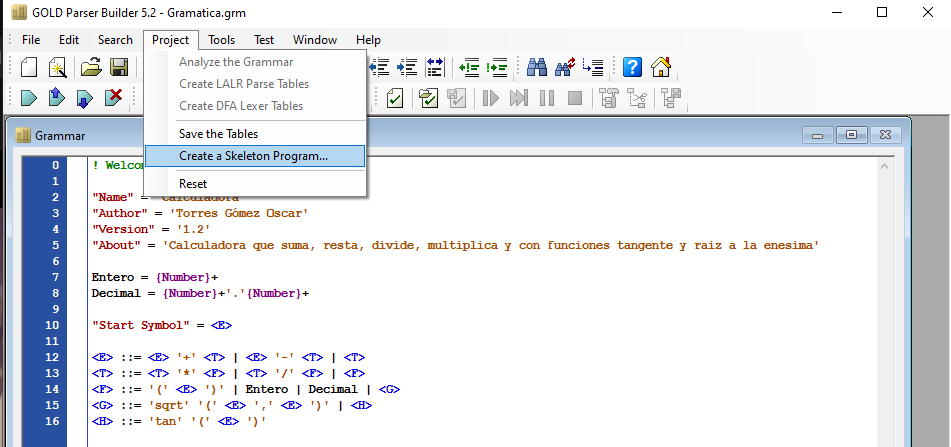 GOLD Parser Builder 5.2 - Gramatica.grm
File Edit Search Project Tools Test Window Help
Analyze the Grammar
Create LALR Parse Tables
Create DFA Lexer Tables
Save the Tables
Create a Skeleton Program...
Reset
Grammar
0 ! Welcom
1
2 "Name" = 'Calculadora'
3 "Author" = 'Torres Gómez Oscar'
4 "Version" = '1.2'
5 "About" = 'Calculadora que suma, resta, divide, multiplica y con funciones tangente y raiz a la enesima'
6
7 Entero = {Number}+
8 Decimal = {Number}+'.'{Number}+
9
10 "Start Symbol" = <E>
11
12 <E> ::= <E> '+' <T> | <E> '-' <T> | <T>
13 <T> ::= <T> '*' <F> | <T> '/' <F> | <F>
14 <F> ::= '(' <E> ')' | Entero | Decimal | <G>
15 <G> ::= 'sqrt' '(' <E> ',' <E> ')' | <H>
16 <H> ::= 'tan' '(' <E> ')'